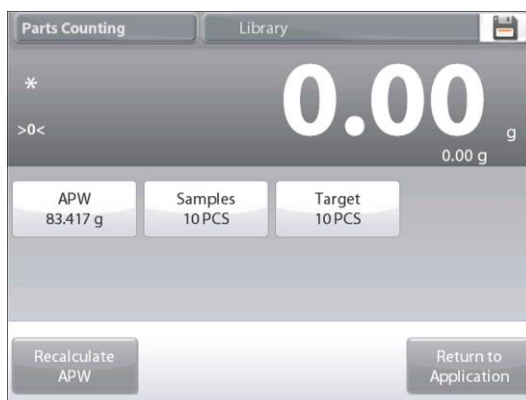 Parts Counting
Library
*
0.00
>0<
g
0.00 g
APW
83.417 g
Samples
10 PCS
Target
10 PCS
Recalculate
APW
Return to
Application